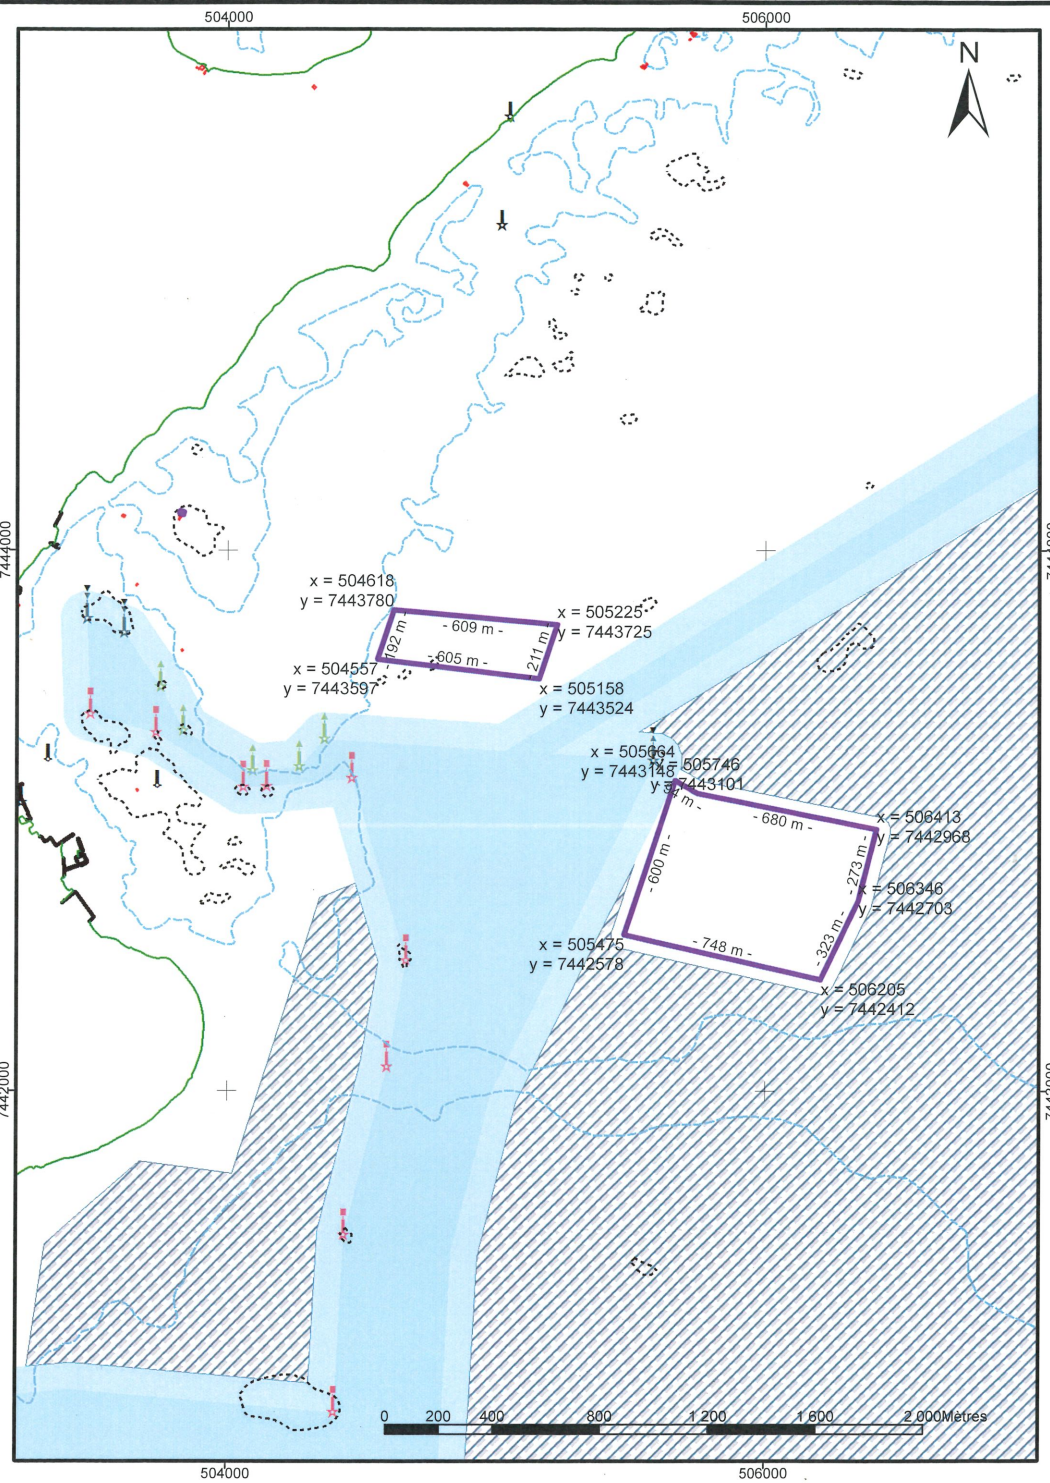 504000
506000
N
7444000
x = 504618
y = 7443780
x = 505225
y = 7443725
- 609 m -
- 192 m -
- 211 m -
- 605 m -
x = 504557
y = 7443597
x = 505158
y = 7443524
x = 505664
y = 7443148
x = 505746
y = 7443101
- 680 m -
x = 506413
y = 7442968
- 600 m -
- 273 m -
x = 506346
y = 7442703
- 323 m -
x = 505475
y = 7442578
- 748 m -
x = 506205
y = 7442412
7442000
0 200 400 800 1 200 1 600 2 000Mètres
504000
506000